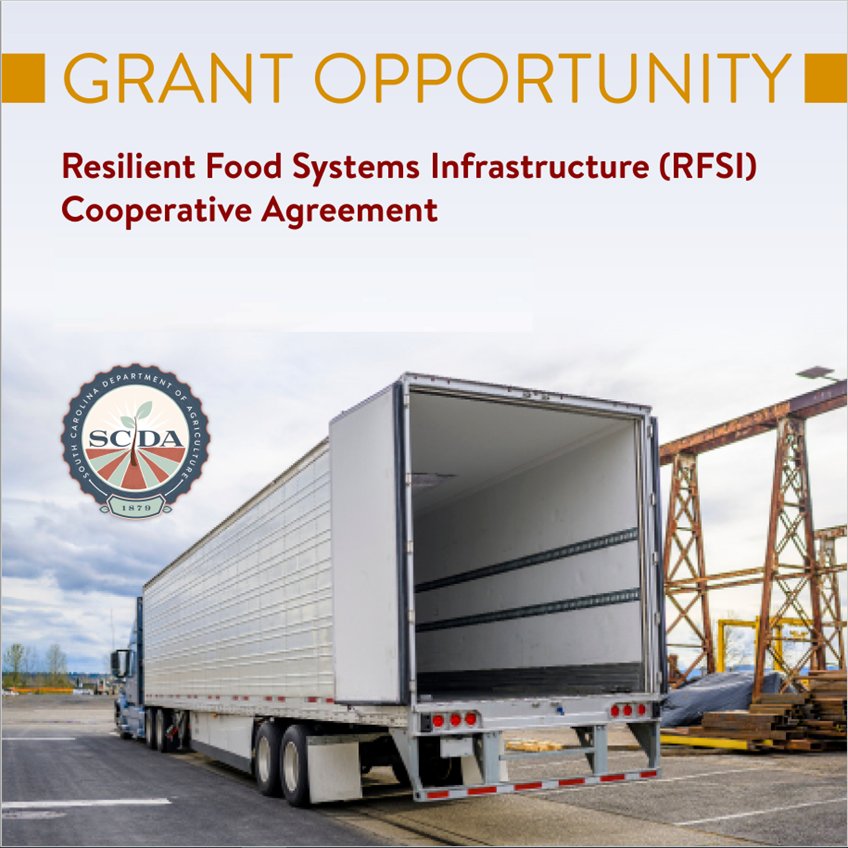 GRANT OPPORTUNITY
Resilient Food Systems Infrastructure (RFSI)
Cooperative Agreement
SOUTH CAROLINA DEPARTMENT OF AGRICULTURE
SCDA
1879